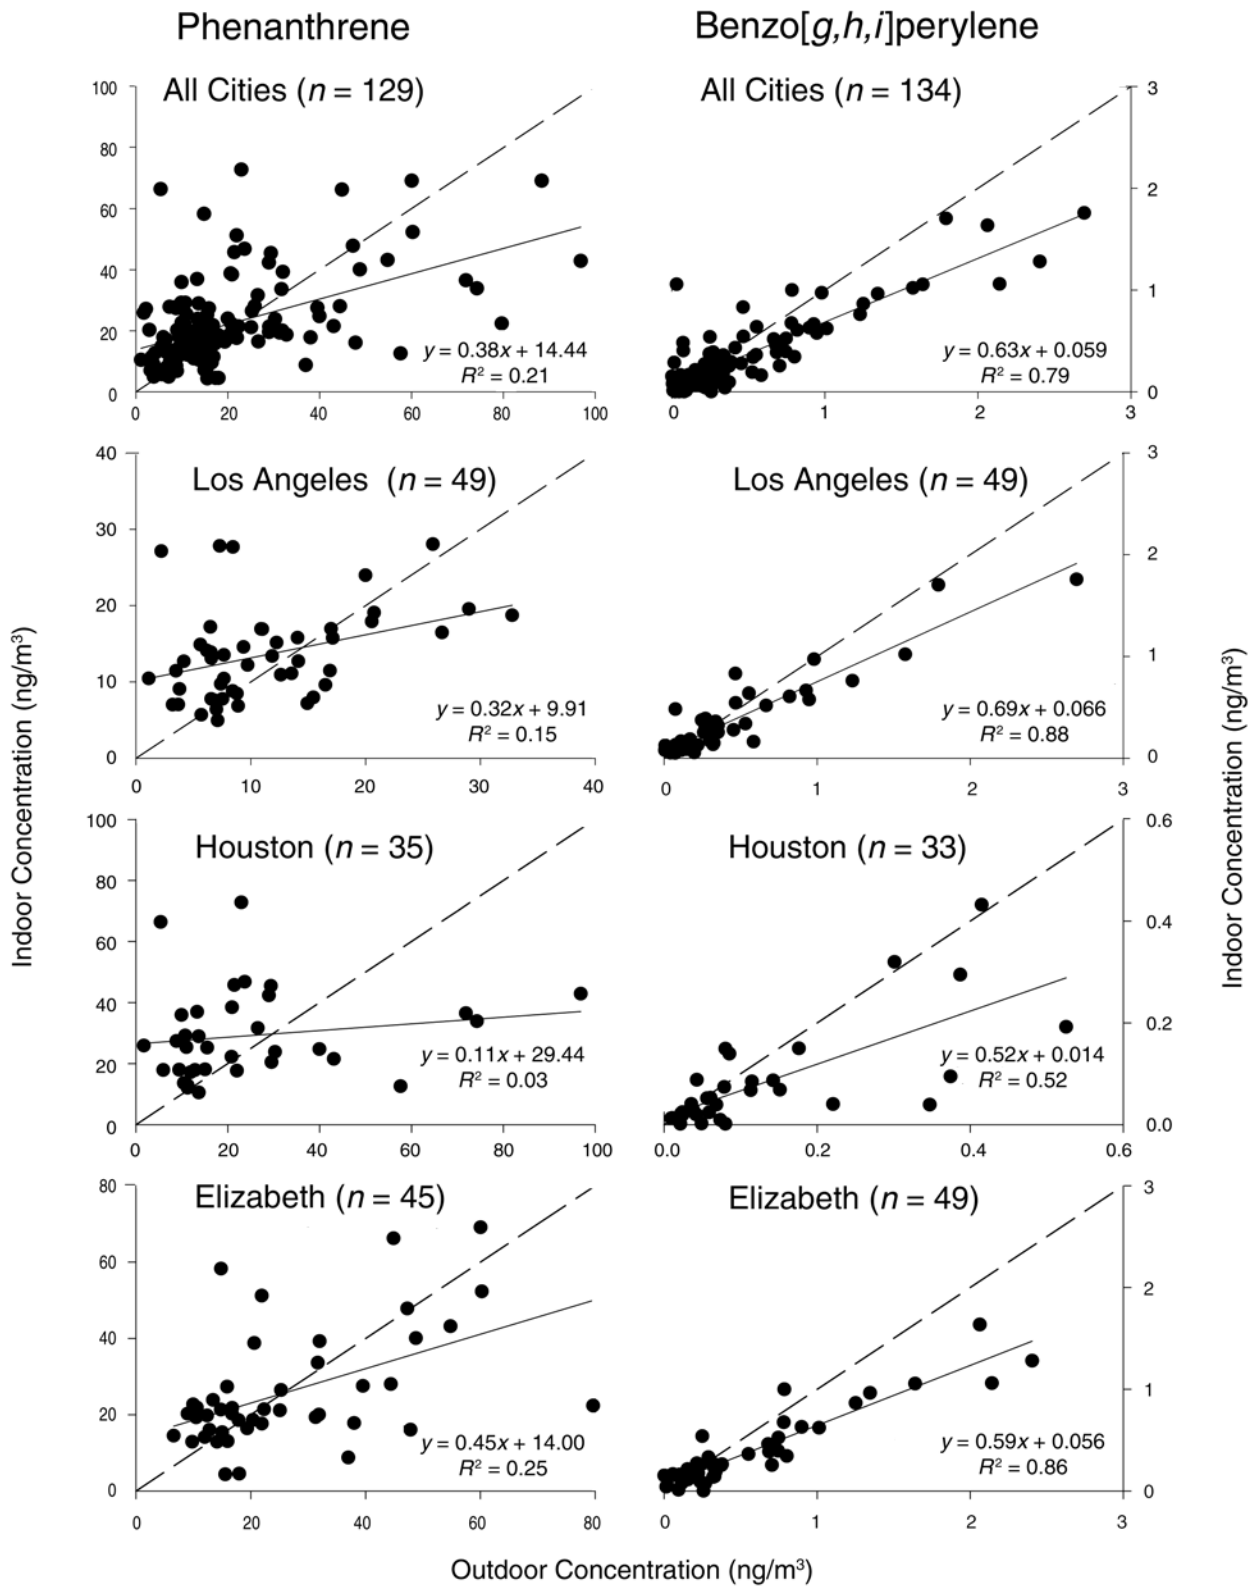 Phenanthrene
Benzo[g,h,i]perylene
All Cities (n = 129)
100
80
60
40
20
0
0 20 40 60 80 100
y = 0.38x + 14.44
R² = 0.21
All Cities (n = 134)
3
2
1
0
0 1 2 3
y = 0.63x + 0.059
R² = 0.79
Los Angeles (n = 49)
40
30
20
10
0
0 10 20 30 40
y = 0.32x + 9.91
R² = 0.15
Los Angeles (n = 49)
3
2
1
0
0 1 2 3
y = 0.69x + 0.066
R² = 0.88
Houston (n = 35)
100
80
60
40
20
0
0 20 40 60 80 100
y = 0.11x + 29.44
R² = 0.03
Houston (n = 33)
0.6
0.4
0.2
0.0
0.0 0.2 0.4 0.6
y = 0.52x + 0.014
R² = 0.52
Elizabeth (n = 45)
80
60
40
20
0
0 20 40 60 80
y = 0.45x + 14.00
R² = 0.25
Elizabeth (n = 49)
3
2
1
0
0 1 2 3
y = 0.59x + 0.056
R² = 0.86
Indoor Concentration (ng/m³)
Indoor Concentration (ng/m³)
Outdoor Concentration (ng/m³)